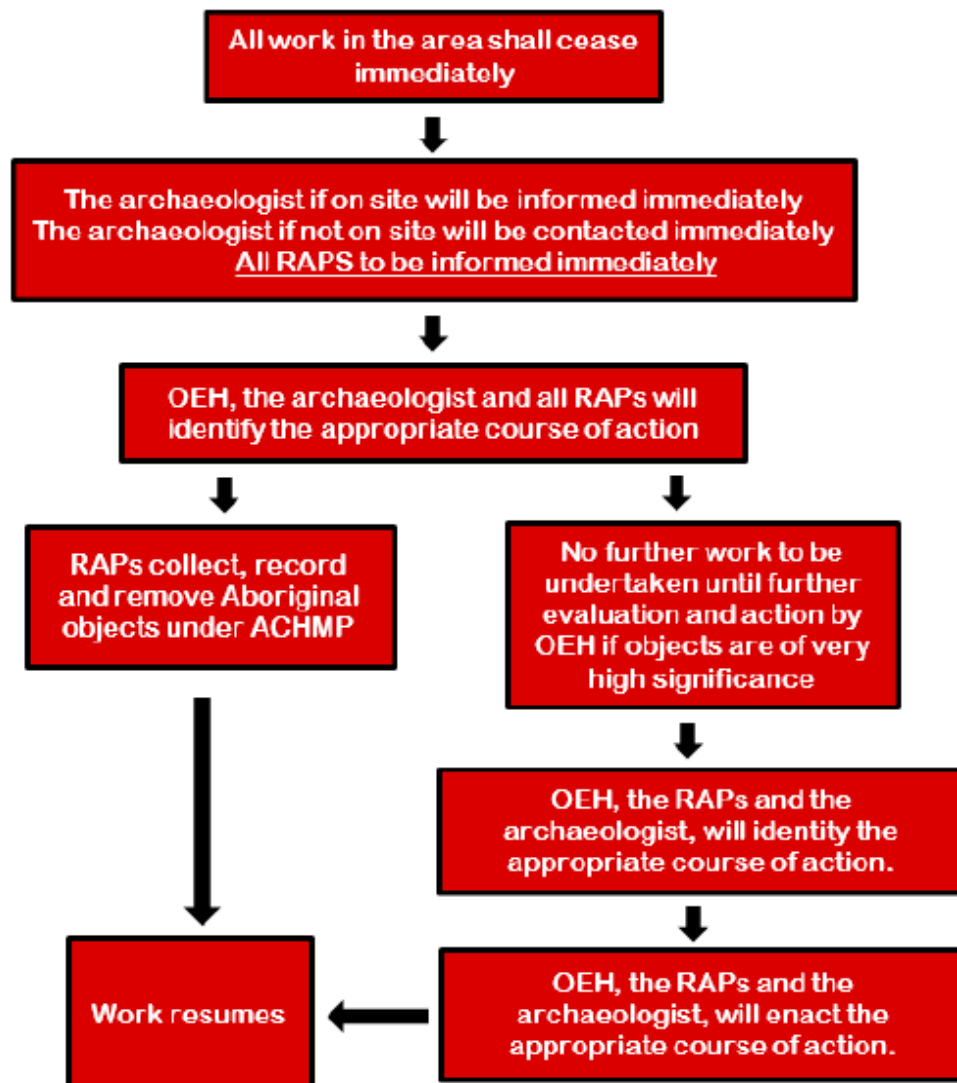 All work in the area shall cease
immediately
The archaeologist if on site will be informed immediately
The archaeologist if not on site will be contacted immediately
All RAPS to be informed immediately
OEH, the archaeologist and all RAPs will
identify the appropriate course of action
RAPs collect, record
and remove Aboriginal
objects under ACHMP
No further work to be
undertaken until further
evaluation and action by
OEH if objects are of very
high significance
OEH, the RAPs and the
archaeologist, will identity the
appropriate course of action.
OEH, the RAPs and the
archaeologist, will enact the
appropriate course of action.
Work resumes